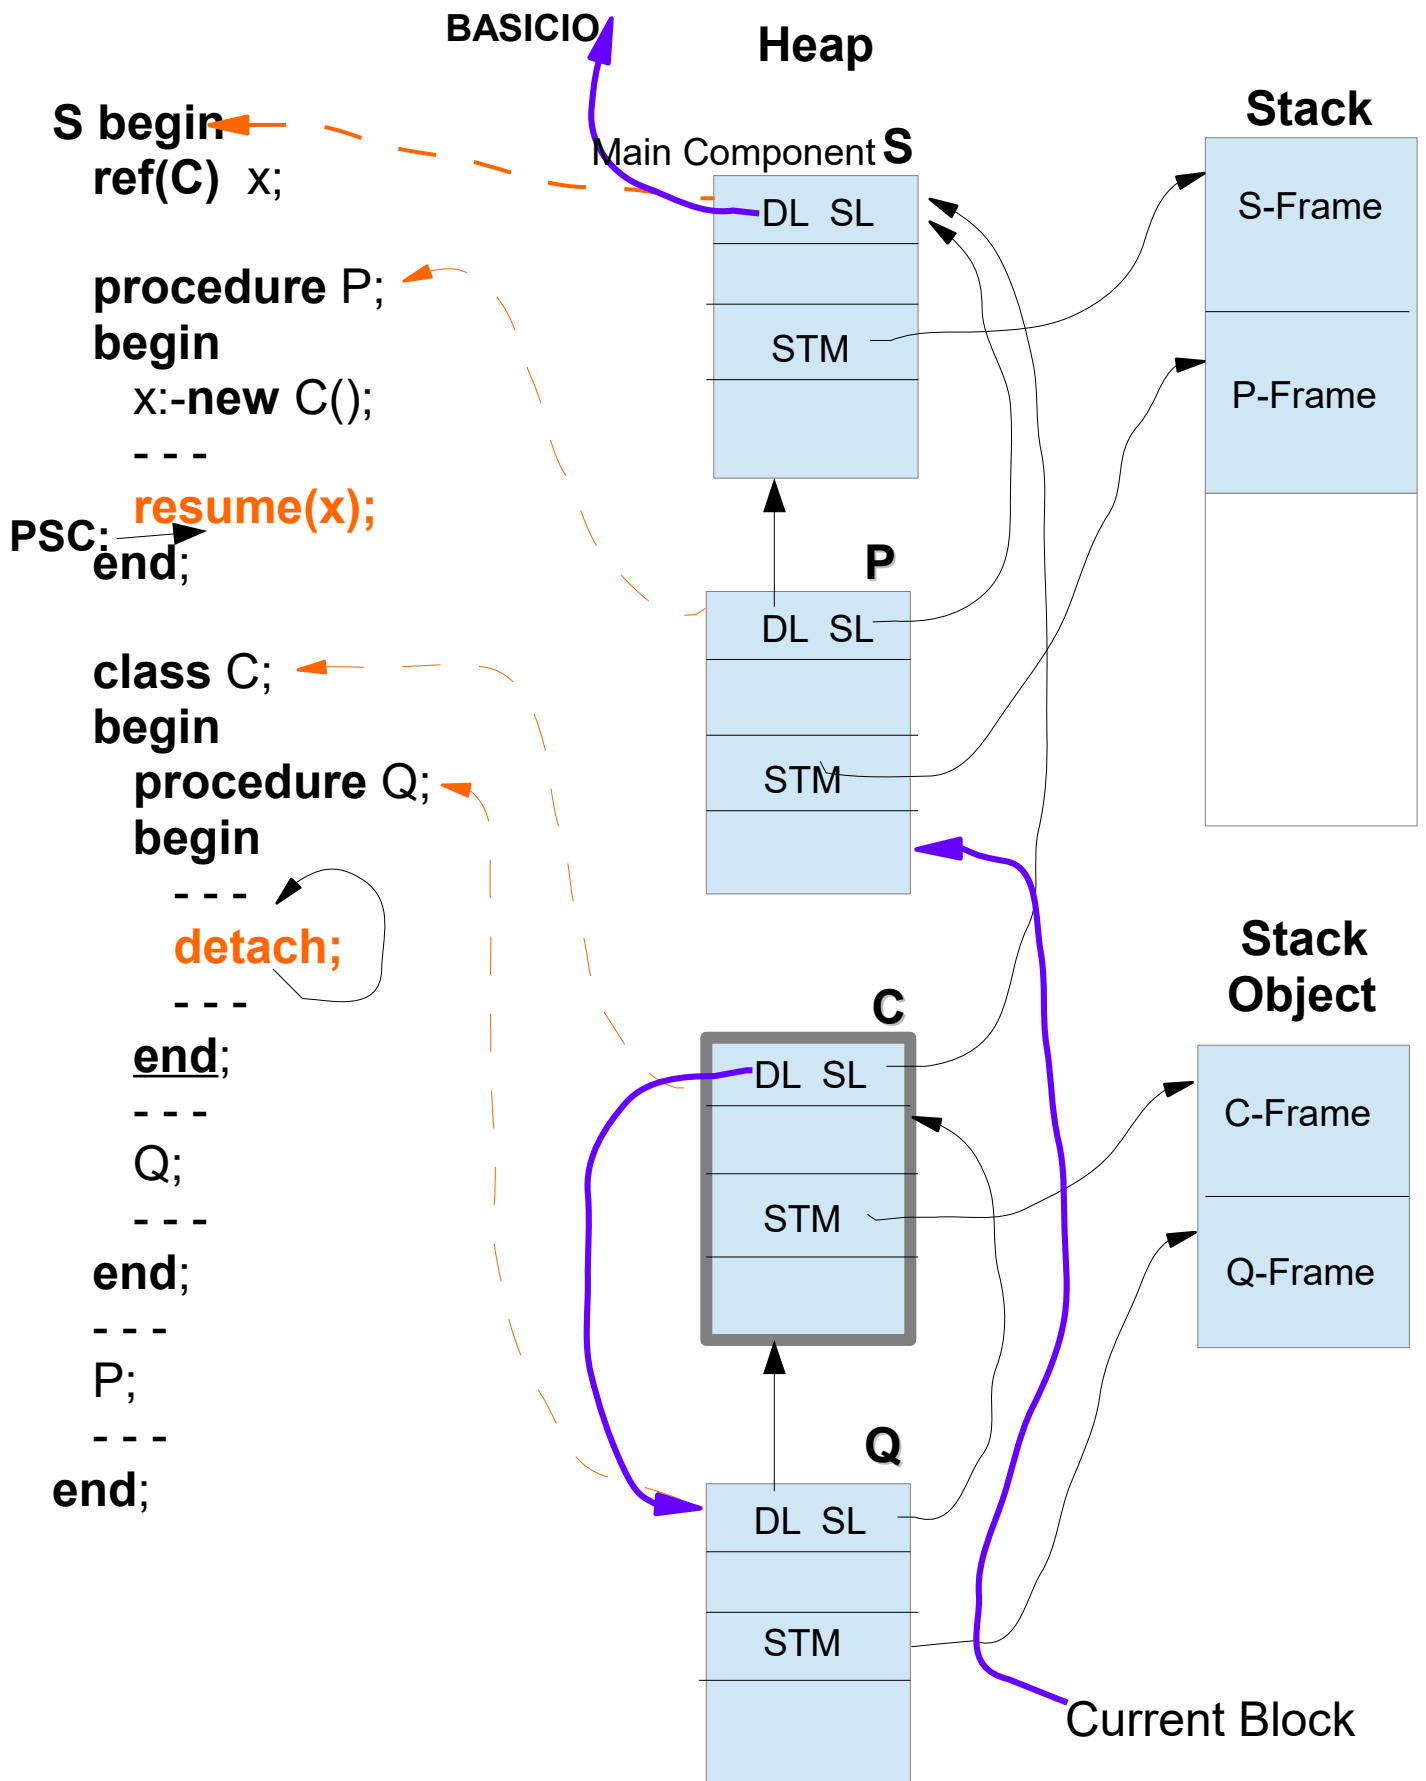 BASICIO
Heap
S begin
ref(C) x;
procedure P;
begin
x:-new C();
- - -
resume(x);
PSC:
end;
class C;
begin
procedure Q;
begin
- - -
detach;
- - -
end;
- - -
Q;
- - -
end;
- - -
P;
- - -
end;
Main Component S
DL SL
STM
P
DL SL
STM
C
DL SL
STM
Q
DL SL
STM
Stack
S-Frame
P-Frame
Stack
Object
C-Frame
Q-Frame
Current Block